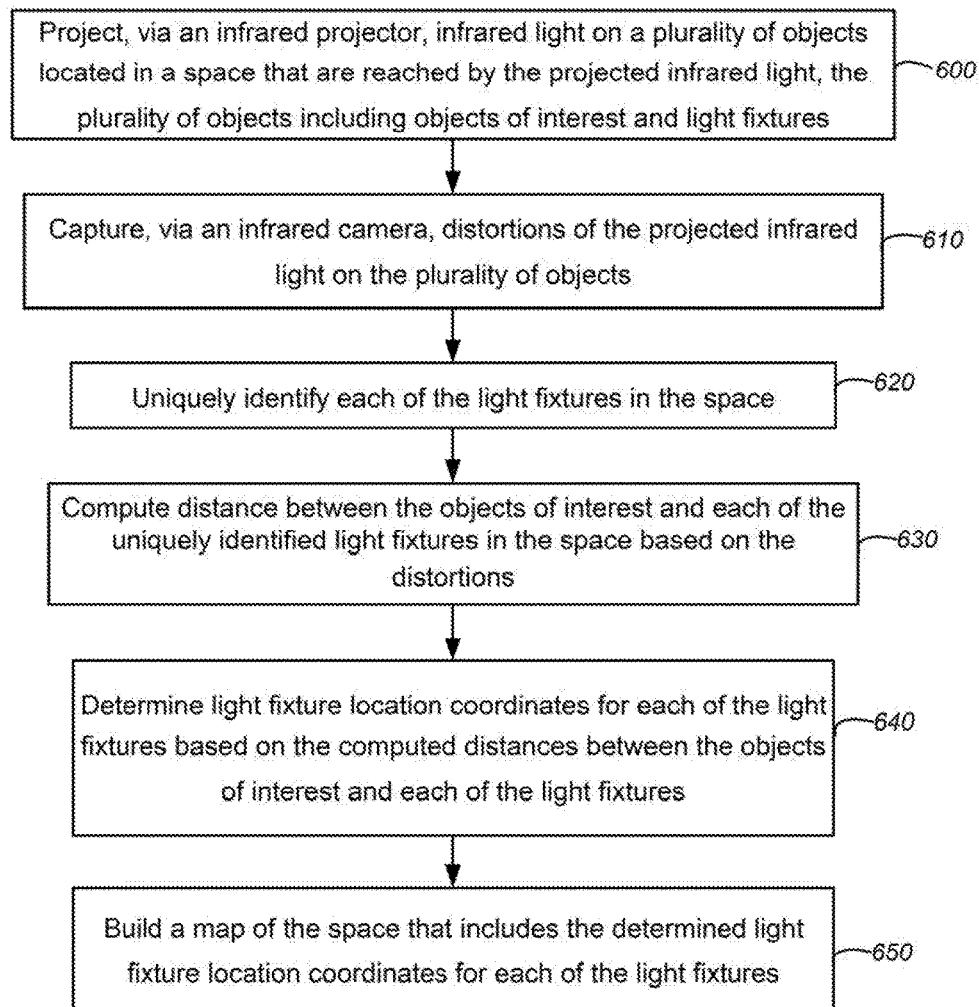 Project, via an infrared projector, infrared light on a plurality of objects
located in a space that are reached by the projected infrared light, the
plurality of objects including objects of interest and light fixtures
600
Capture, via an infrared camera, distortions of the projected infrared
light on the plurality of objects
610
Uniquely identify each of the light fixtures in the space
620
Compute distance between the objects of interest and each of the
uniquely identified light fixtures in the space based on the
distortions
630
Determine light fixture location coordinates for each of the light
fixtures based on the computed distances between the objects
of interest and each of the light fixtures
640
Build a map of the space that includes the determined light
fixture location coordinates for each of the light fixtures
650